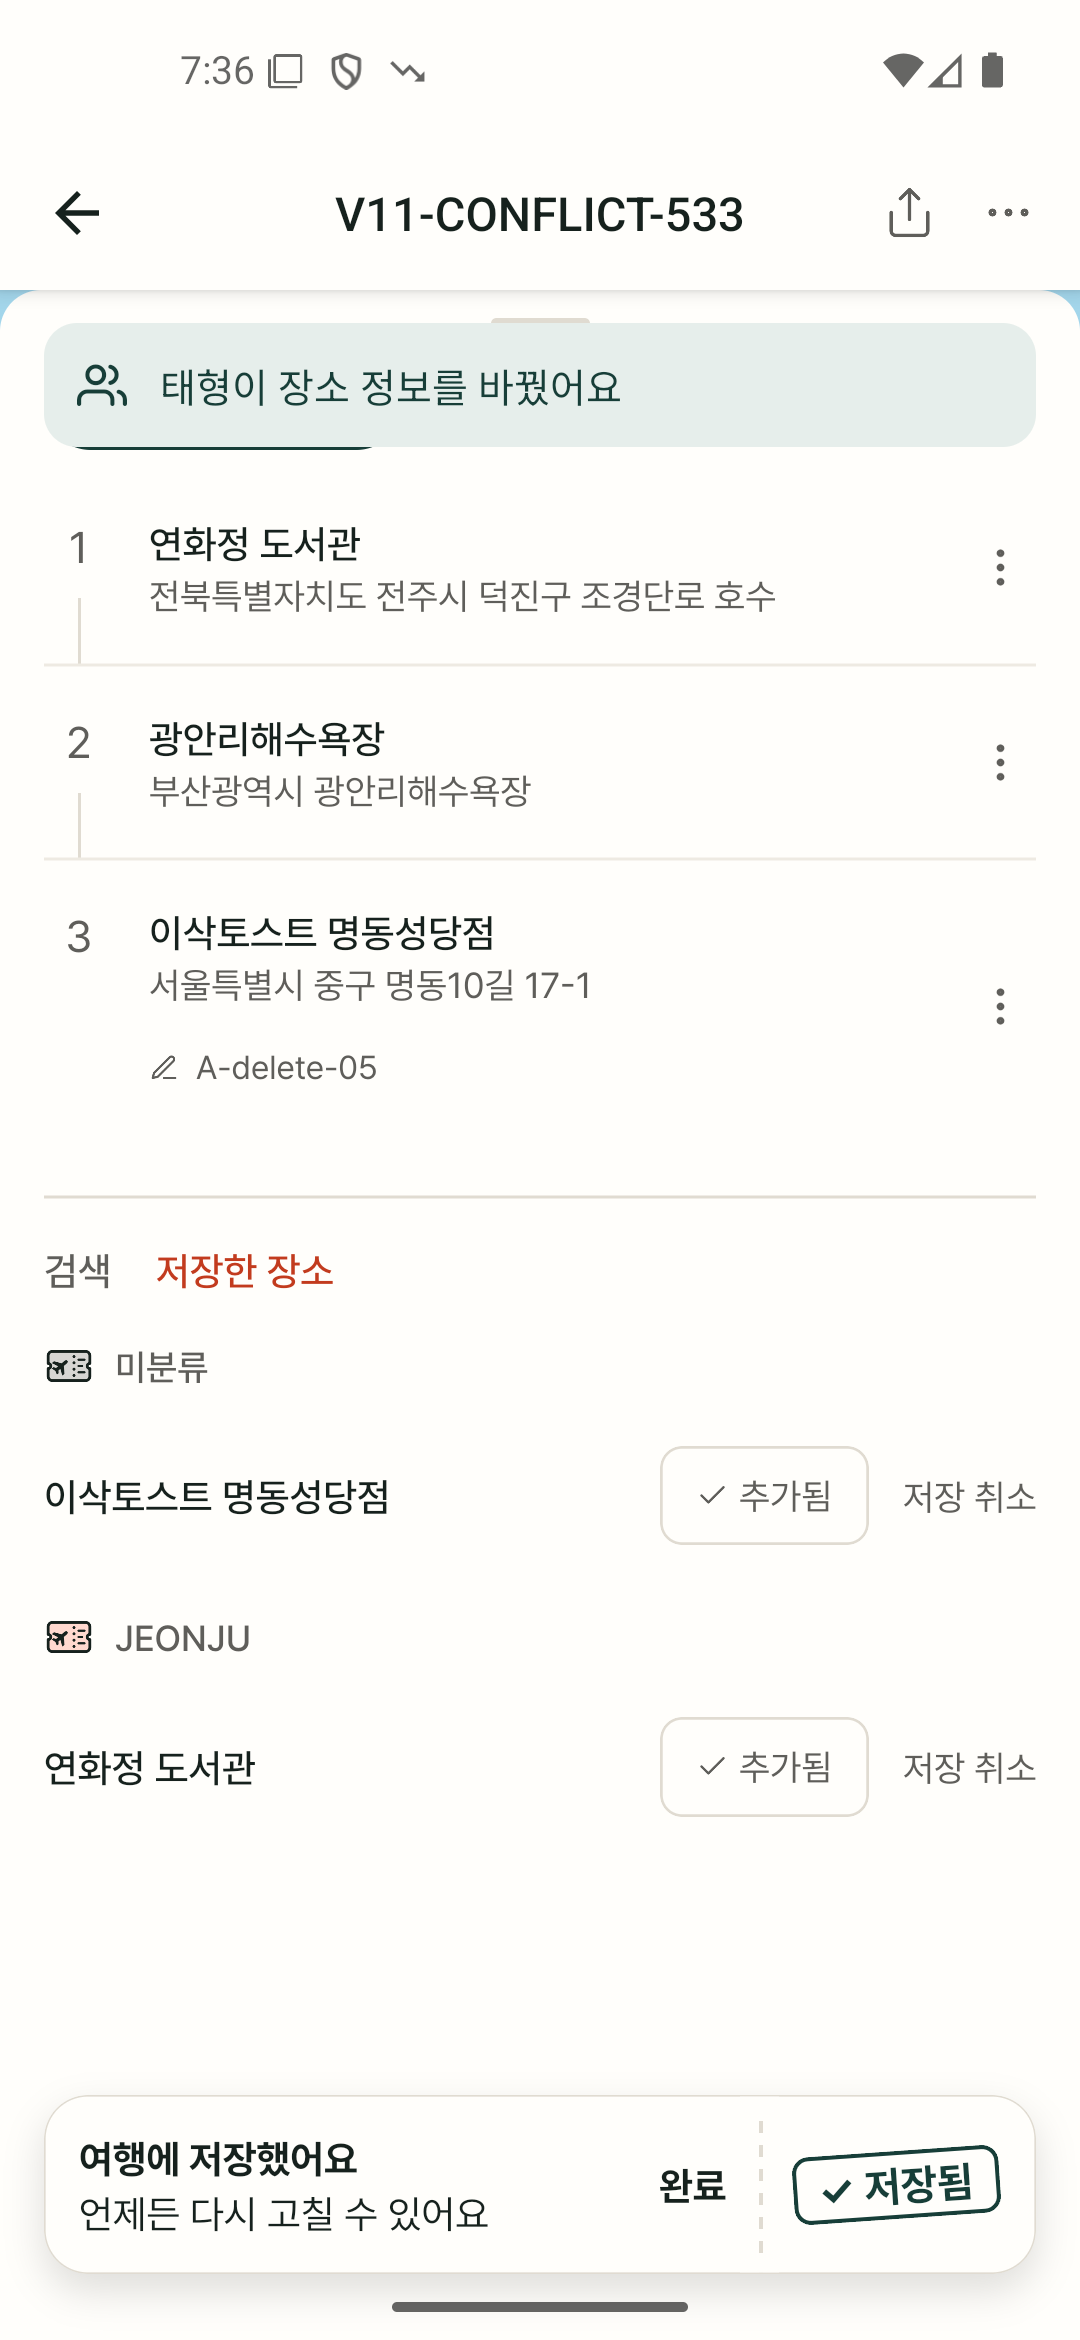 7:36
V11-CONFLICT-533
태형이 장소 정보를 바꿨어요
1
연화정 도서관
전북특별자치도 전주시 덕진구 조경단로 호수
2
광안리해수욕장
부산광역시 광안리해수욕장
3
이삭토스트 명동성당점
서울특별시 중구 명동10길 17-1
A-delete-05
검색 저장한 장소
미분류
이삭토스트 명동성당점 추가됨 저장 취소
JEONJU
연화정 도서관 추가됨 저장 취소
여행에 저장했어요
언제든 다시 고칠 수 있어요
완료
저장됨